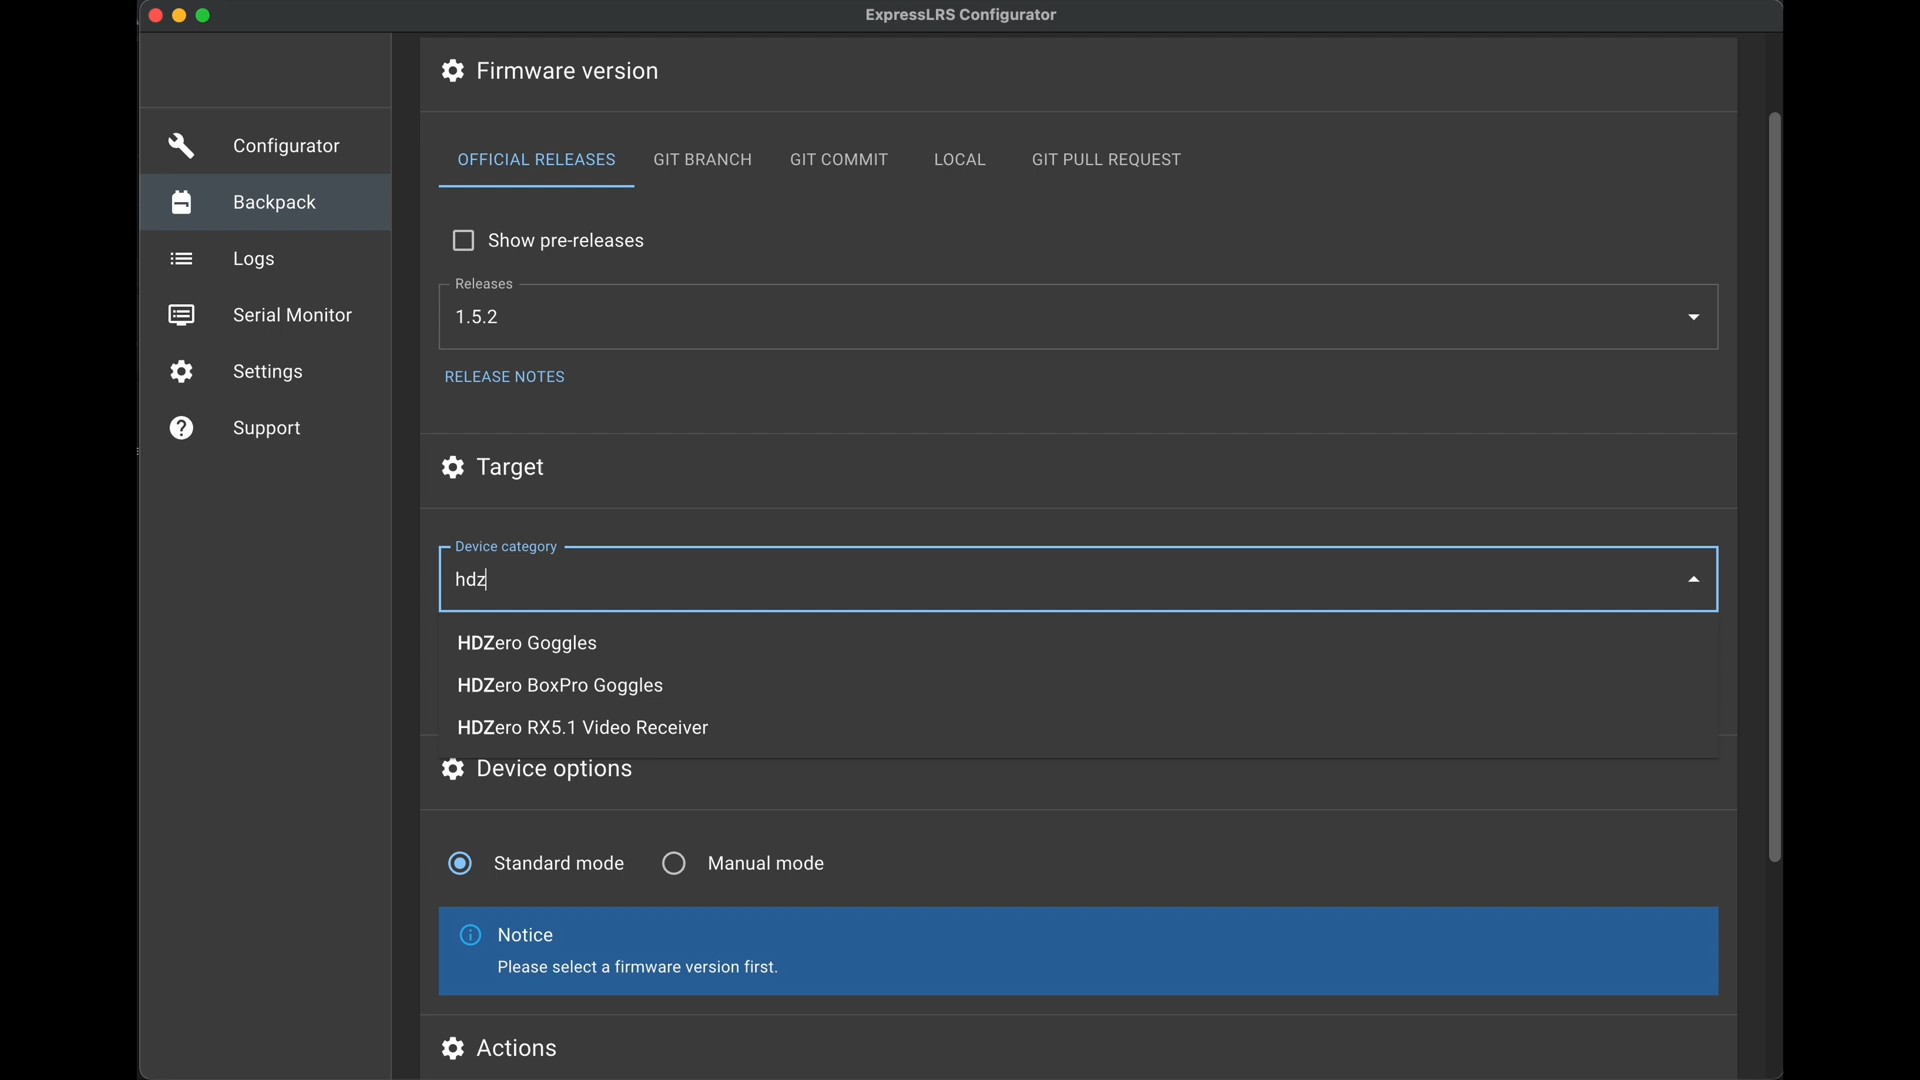 ExpressLRS Configurator
Configurator
Backpack
Logs
Serial Monitor
Settings
Support
Firmware version
OFFICIAL RELEASES GIT BRANCH GIT COMMIT LOCAL GIT PULL REQUEST
Show pre-releases
Releases
1.5.2
RELEASE NOTES
Target
Device category
hdz
HDZero Goggles
HDZero BoxPro Goggles
HDZero RX5.1 Video Receiver
Device options
Standard mode Manual mode
Notice
Please select a firmware version first.
Actions